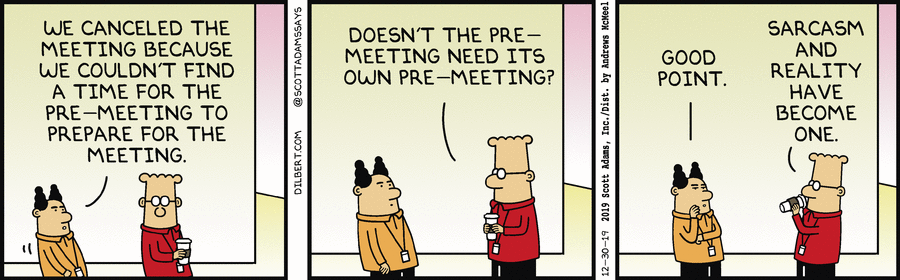 WE CANCELED THE
MEETING BECAUSE
WE COULDN'T FIND
A TIME FOR THE
PRE-MEETING TO
PREPARE FOR THE
MEETING.
DILBERT.COM @SCOTTADAMSSAYS
DOESN'T THE PRE-
MEETING NEED ITS
OWN PRE-MEETING?
12-30-19 2019 Scott Adams, Inc./Dist. by Andrews McMeel
GOOD
POINT.
SARCASM
AND
REALITY
HAVE
BECOME
ONE.